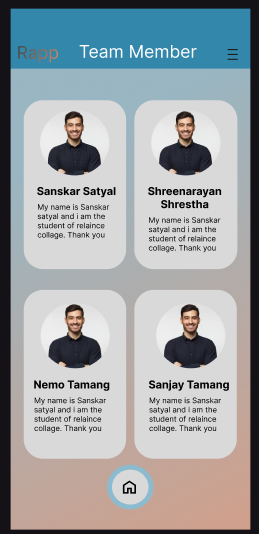 Rapp
Team Member
Sanskar Satyal
My name is Sanskar
satyal and i am the
student of relaince
collage. Thank you
Shreenarayan
Shrestha
My name is Sanskar
satyal and i am the
student of relaince
collage. Thank you
Nemo Tamang
My name is Sanskar
satyal and i am the
student of relaince
collage. Thank you
Sanjay Tamang
My name is Sanskar
satyal and i am the
student of relaince
collage. Thank you